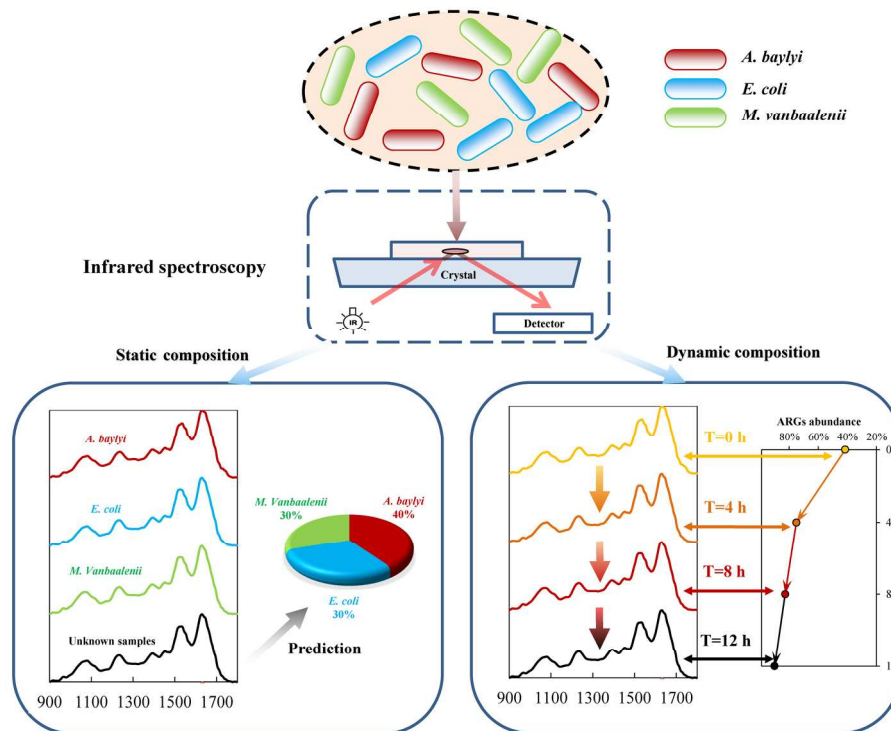 A. baylyi
E. coli
M. vanbaalenii
Infrared spectroscopy
Crystal
IR
Detector
Static composition
Dynamic composition
A. baylyi
E. coli
M. Vanbaalenii
Unknown samples
900 1100 1300 1500 1700
M. Vanbaalenii
30%
A. baylyi
40%
E. coli
30%
Prediction
T=0 h
T=4 h
T=8 h
T=12 h
900 1100 1300 1500 1700
ARGs abundance
80% 60% 40% 20%
0
4
8
1